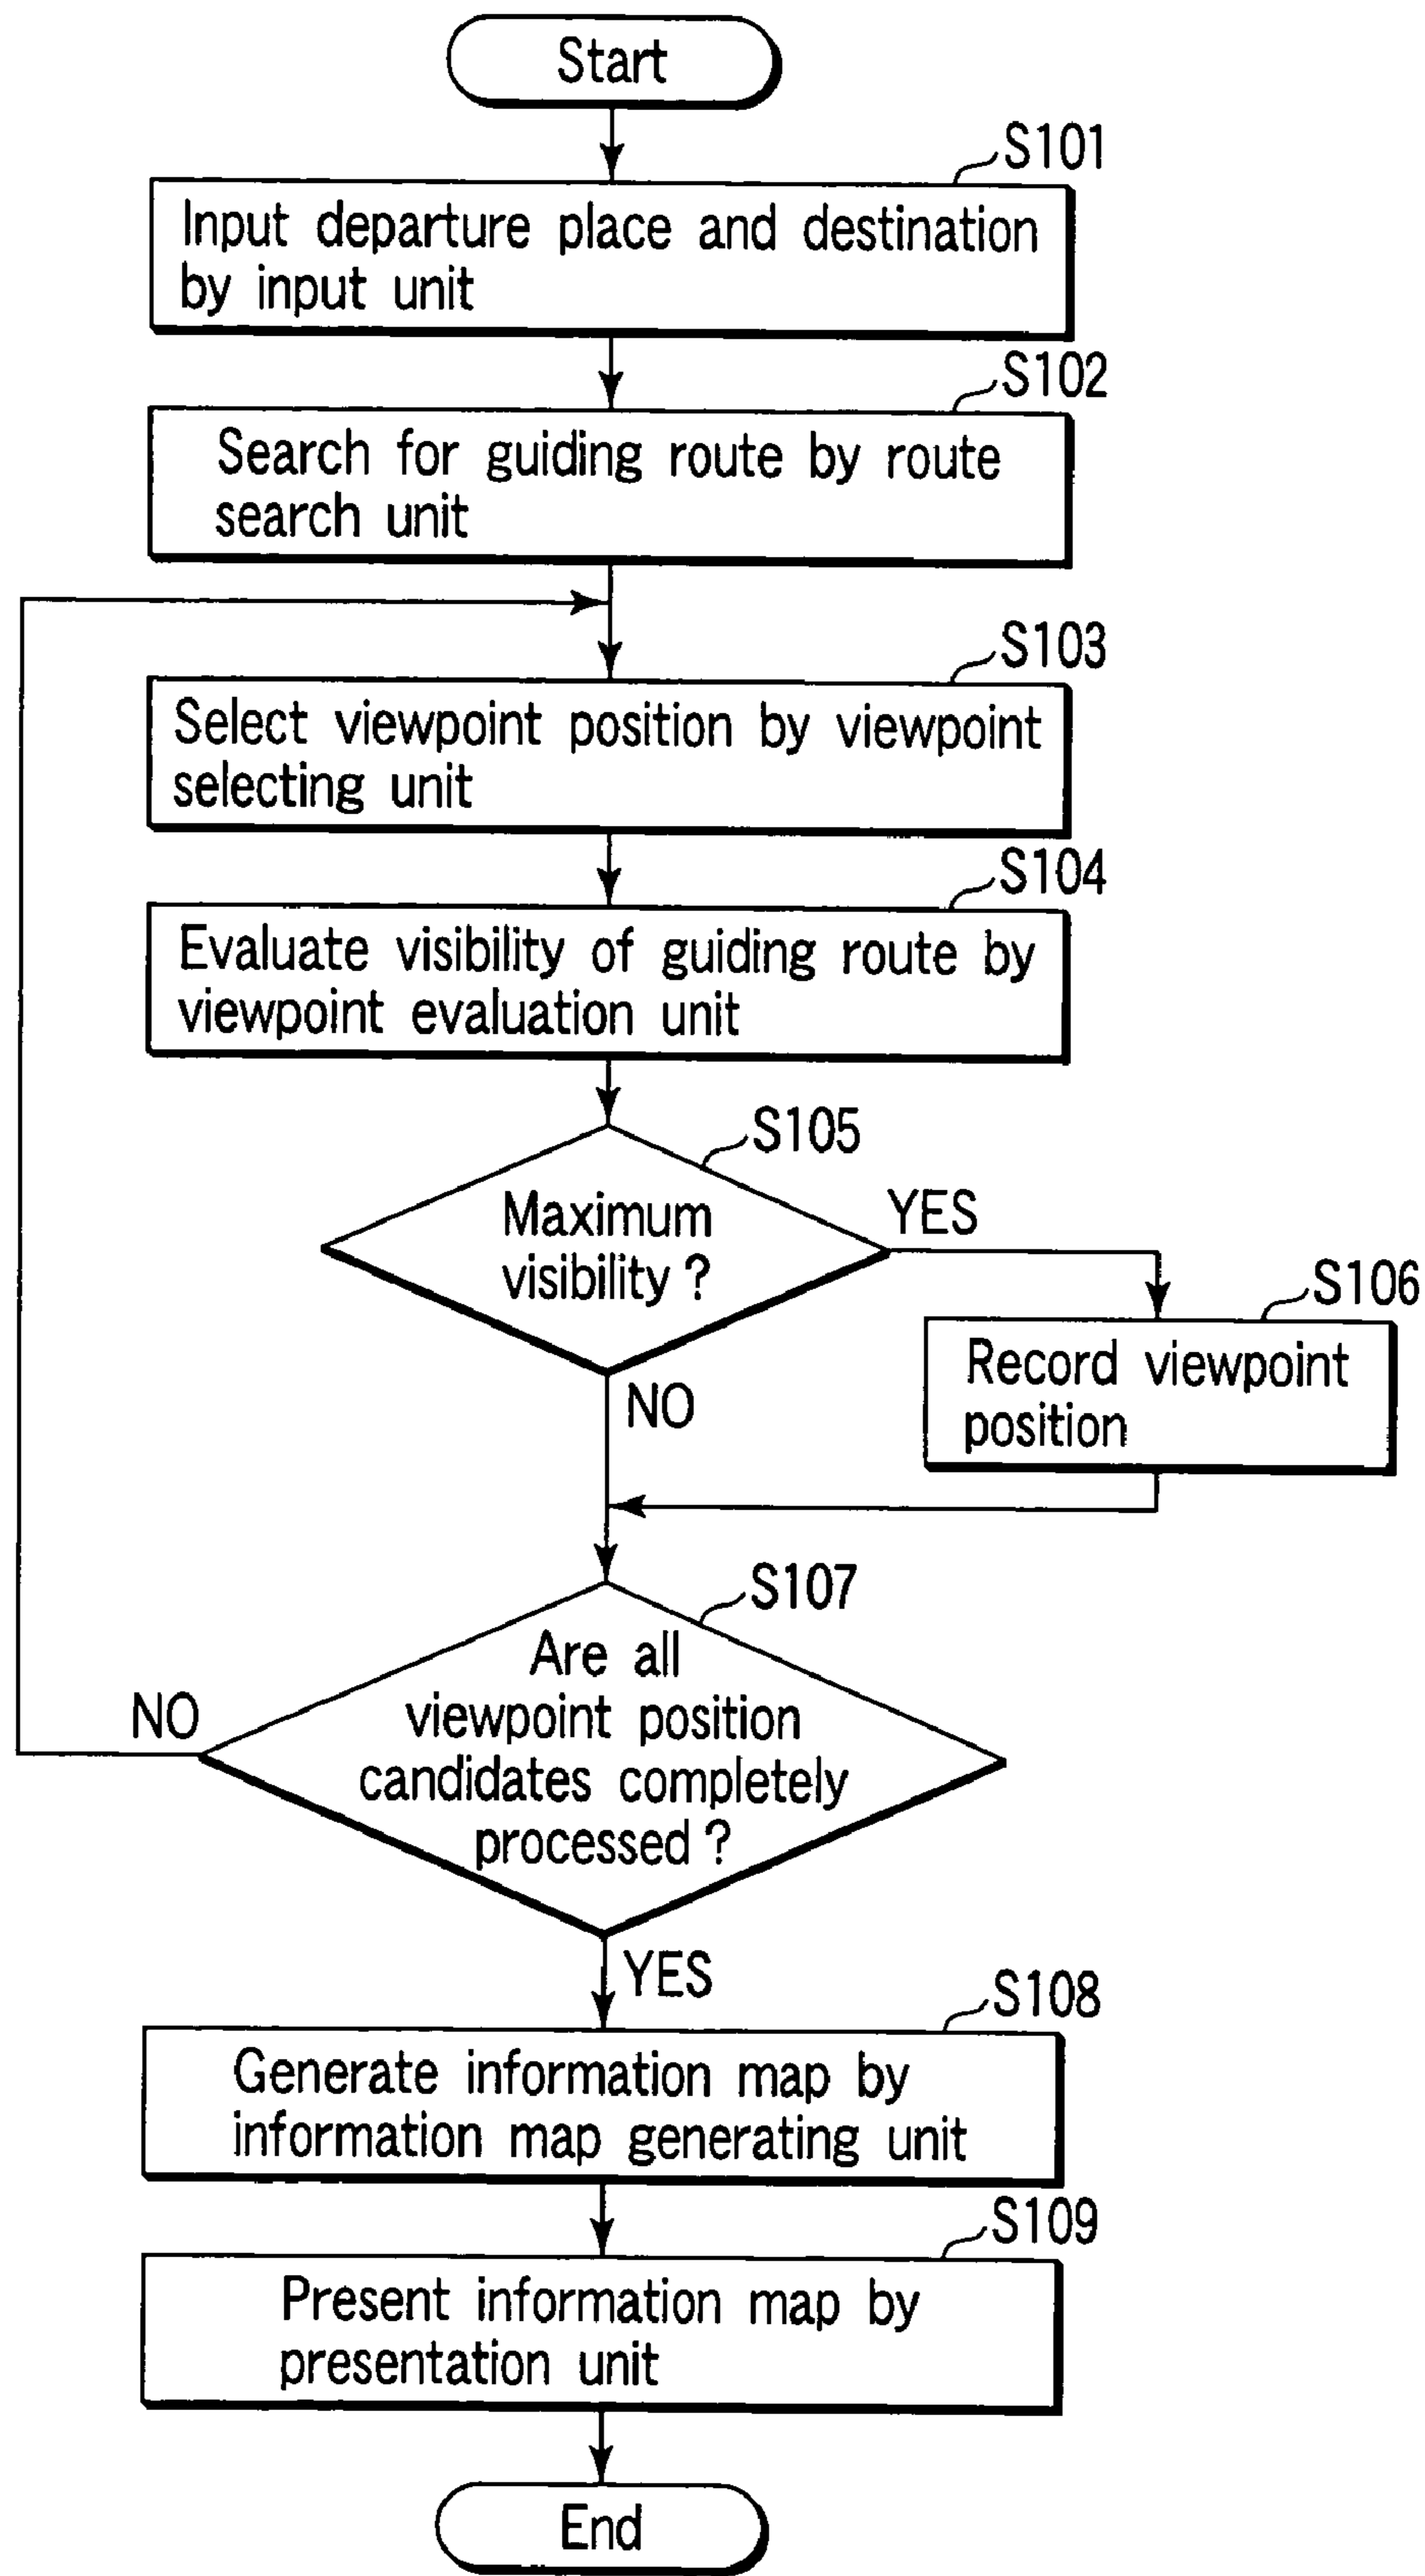 Start
S101
Input departure place and destination
by input unit
S102
Search for guiding route by route
search unit
S103
Select viewpoint position by viewpoint
selecting unit
S104
Evaluate visibility of guiding route by
viewpoint evaluation unit
S105
Maximum
visibility ?
YES
NO
S106
Record viewpoint
position
S107
Are all
viewpoint position
candidates completely
processed ?
NO
YES
S108
Generate information map by
information map generating unit
S109
Present information map by
presentation unit
End